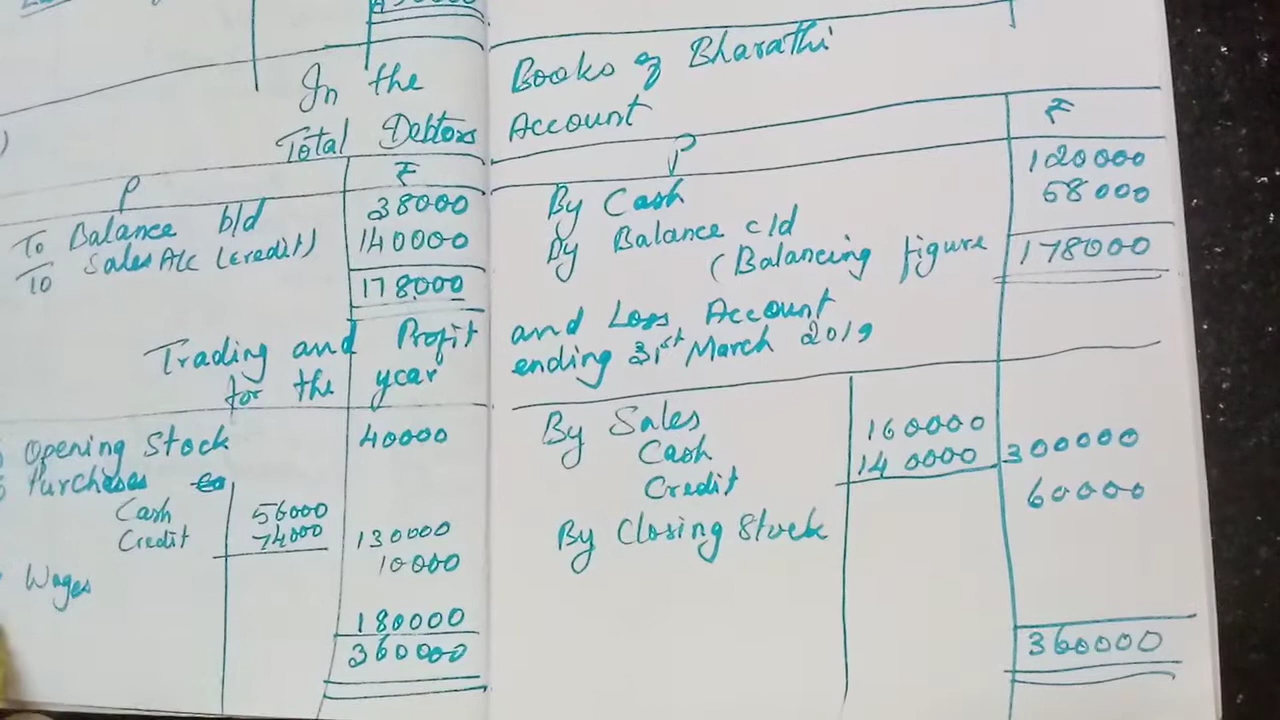 In the Books of Bharathi
Total Debtors Account
P ₹ P ₹
To Balance b/d 38000 By Cash 120000
To Sales A/c (credit) 140000 By Balance c/d 58000
(Balancing figure
178000 178000
Trading and Profit and Loss Account
for the year ending 31st March 2019
Opening Stock 40000 By Sales
Purchases Cash 160000
Cash 56000 Credit 140000 300000
Credit 74000 130000 By Closing Stock 60000
Wages 10000
180000
360000 360000